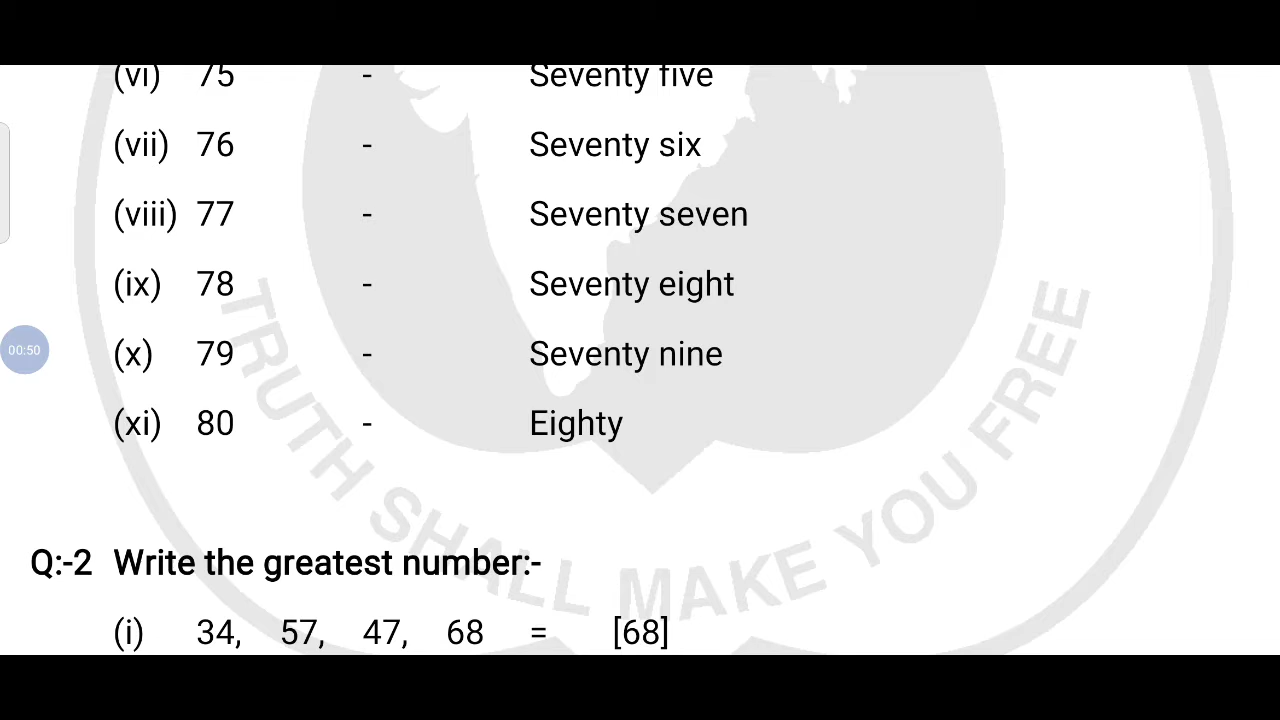 (vi) 75 - Seventy five
(vii) 76 - Seventy six
(viii) 77 - Seventy seven
(ix) 78 - Seventy eight
00:50
(x) 79 - Seventy nine
(xi) 80 - Eighty
TRUTH SHALL MAKE YOU FREE
Q:-2 Write the greatest number:-
(i) 34, 57, 47, 68 = [68]